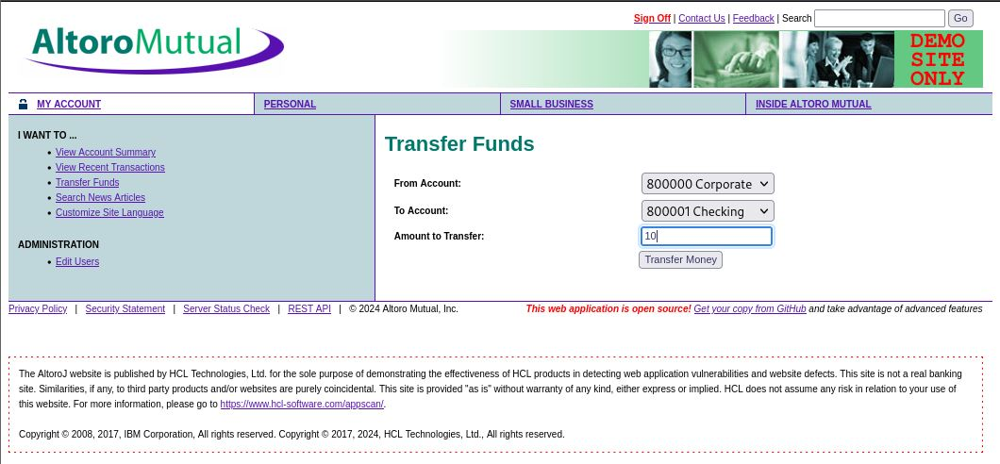 Sign Off | Contact Us | Feedback | Search Go
AltoroMutual
DEMO
SITE
ONLY
MY ACCOUNT PERSONAL SMALL BUSINESS INSIDE ALTORO MUTUAL
I WANT TO ...
• View Account Summary
• View Recent Transactions
• Transfer Funds
• Search News Articles
• Customize Site Language
ADMINISTRATION
• Edit Users
Transfer Funds
From Account: 800000 Corporate
To Account: 800001 Checking
Amount to Transfer: 10
Transfer Money
Privacy Policy | Security Statement | Server Status Check | REST API | © 2024 Altoro Mutual, Inc. This web application is open source! Get your copy from GitHub and take advantage of advanced features
The AltoroJ website is published by HCL Technologies, Ltd. for the sole purpose of demonstrating the effectiveness of HCL products in detecting web application vulnerabilities and website defects. This site is not a real banking
site. Similarities, if any, to third party products and/or websites are purely coincidental. This site is provided "as is" without warranty of any kind, either express or implied. HCL does not assume any risk in relation to your use of
this website. For more information, please go to https://www.hcl-software.com/appscan/.
Copyright © 2008, 2017, IBM Corporation, All rights reserved. Copyright © 2017, 2024, HCL Technologies, Ltd., All rights reserved.